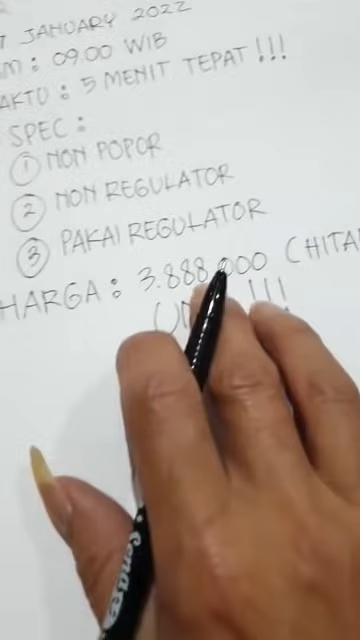 7 JANUARY 2022
M : 09.00 WIB
AKTU : 5 MENIT TEPAT !!!
SPEC :
① NON POPOR
② NON REGULATOR
③ PAKAI REGULATOR
HARGA : 3.888.000 (HITA
!!!